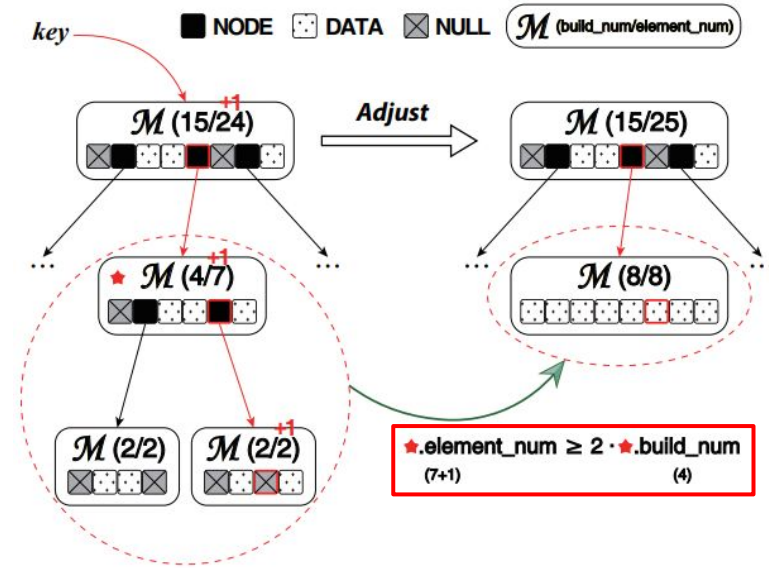 key
NODE DATA NULL ℳ (build_num/element_num)
+1
ℳ (15/24)
Adjust
ℳ (15/25)
... ... ...
+1
★ ℳ (4/7)
ℳ (8/8)
+1
ℳ (2/2) ℳ (2/2)
★.element_num ≥ 2 · ★.build_num
(7+1) (4)